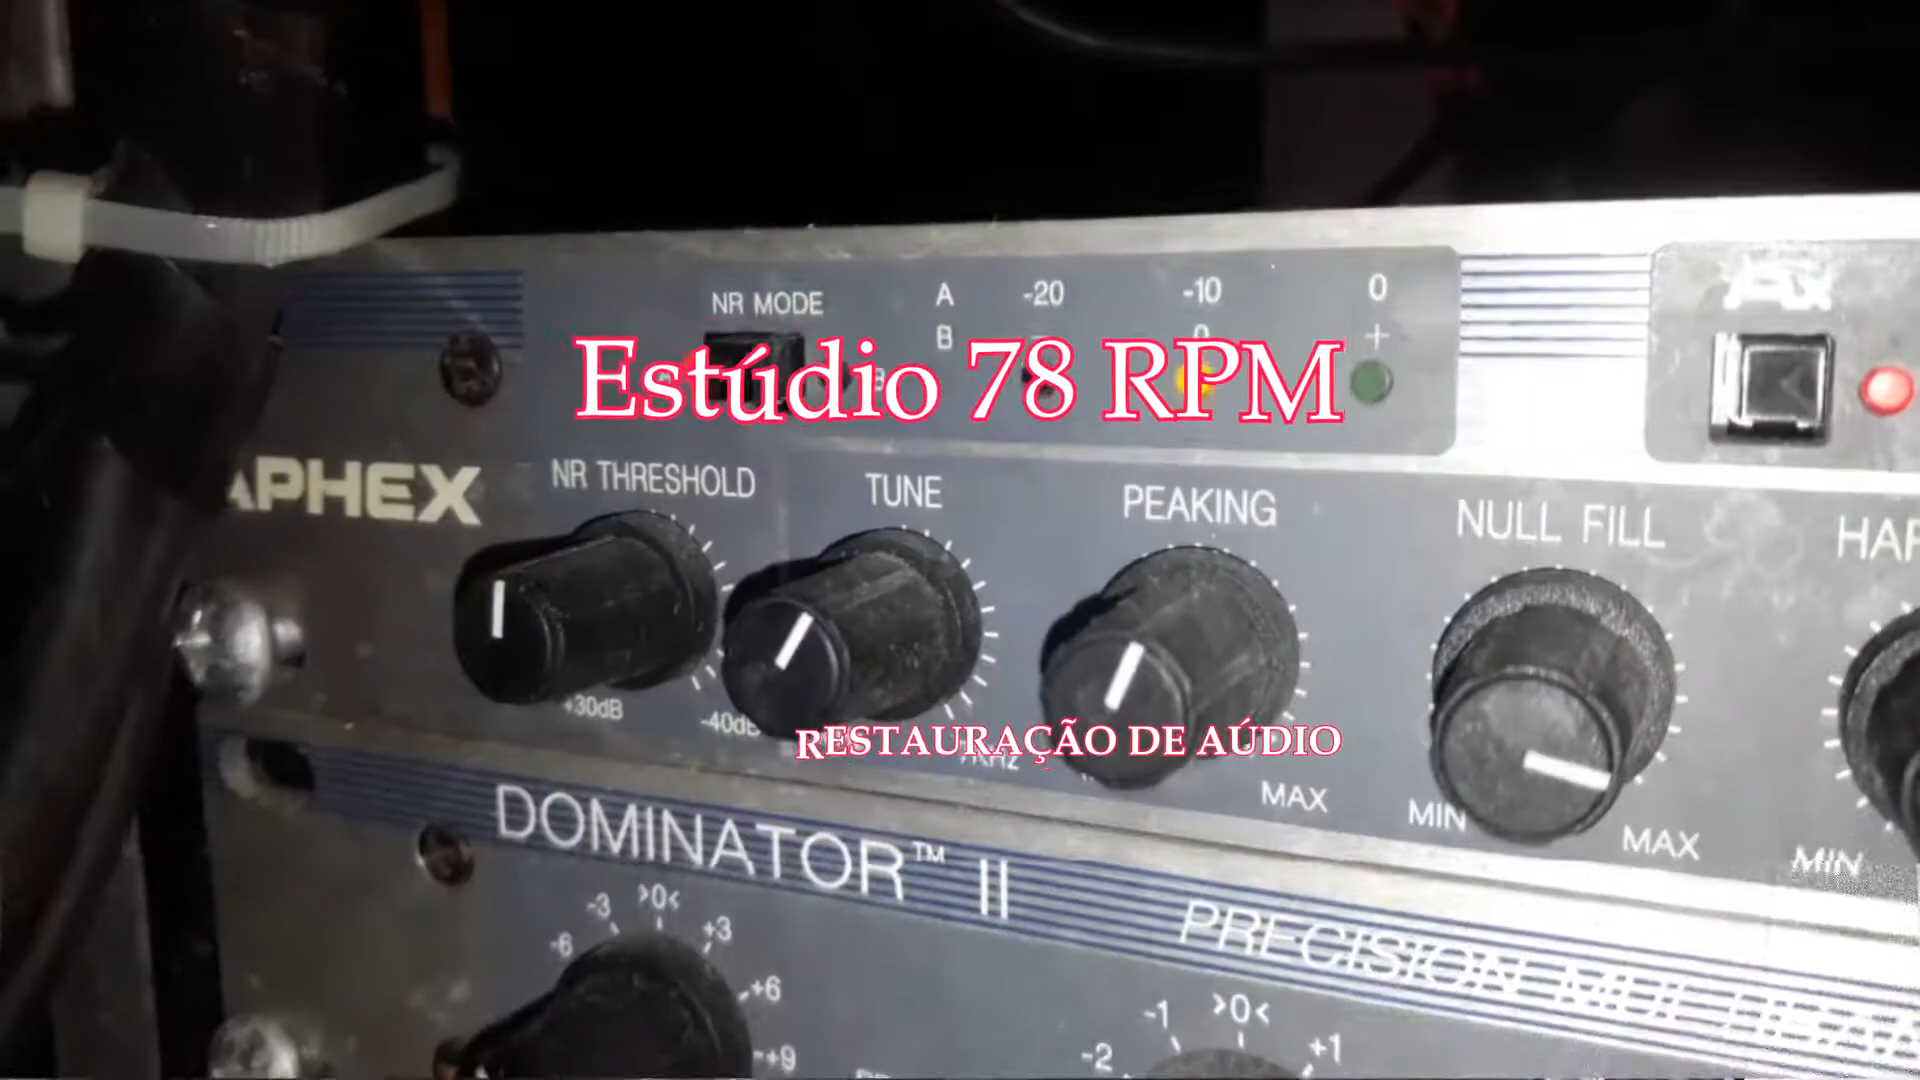 NR MODE
A -20 -10 0
B 0 +
Estúdio 78 RPM
B
APHEX
NR THRESHOLD
TUNE
PEAKING
NULL FILL
+30dB
-40dB
RESTAURAÇÃO DE AÚDIO
MAX
MIN
MAX
MIN
DOMINATOR™ II
PRECISION
-6
-3
>0<
+3
+6
+9
-2
-1
>0<
+1